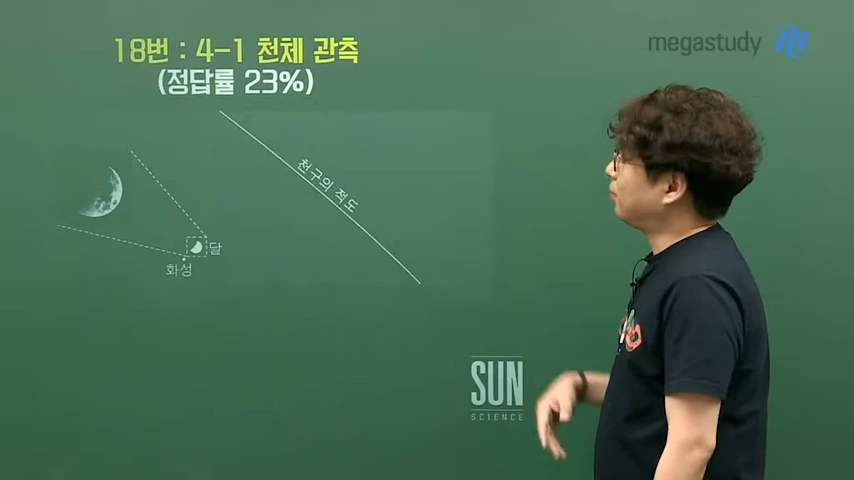 18번 : 4-1 천체 관측
(정답률 23%)
megastudy
천구의 적도
달
화성
SUN
SCIENCE